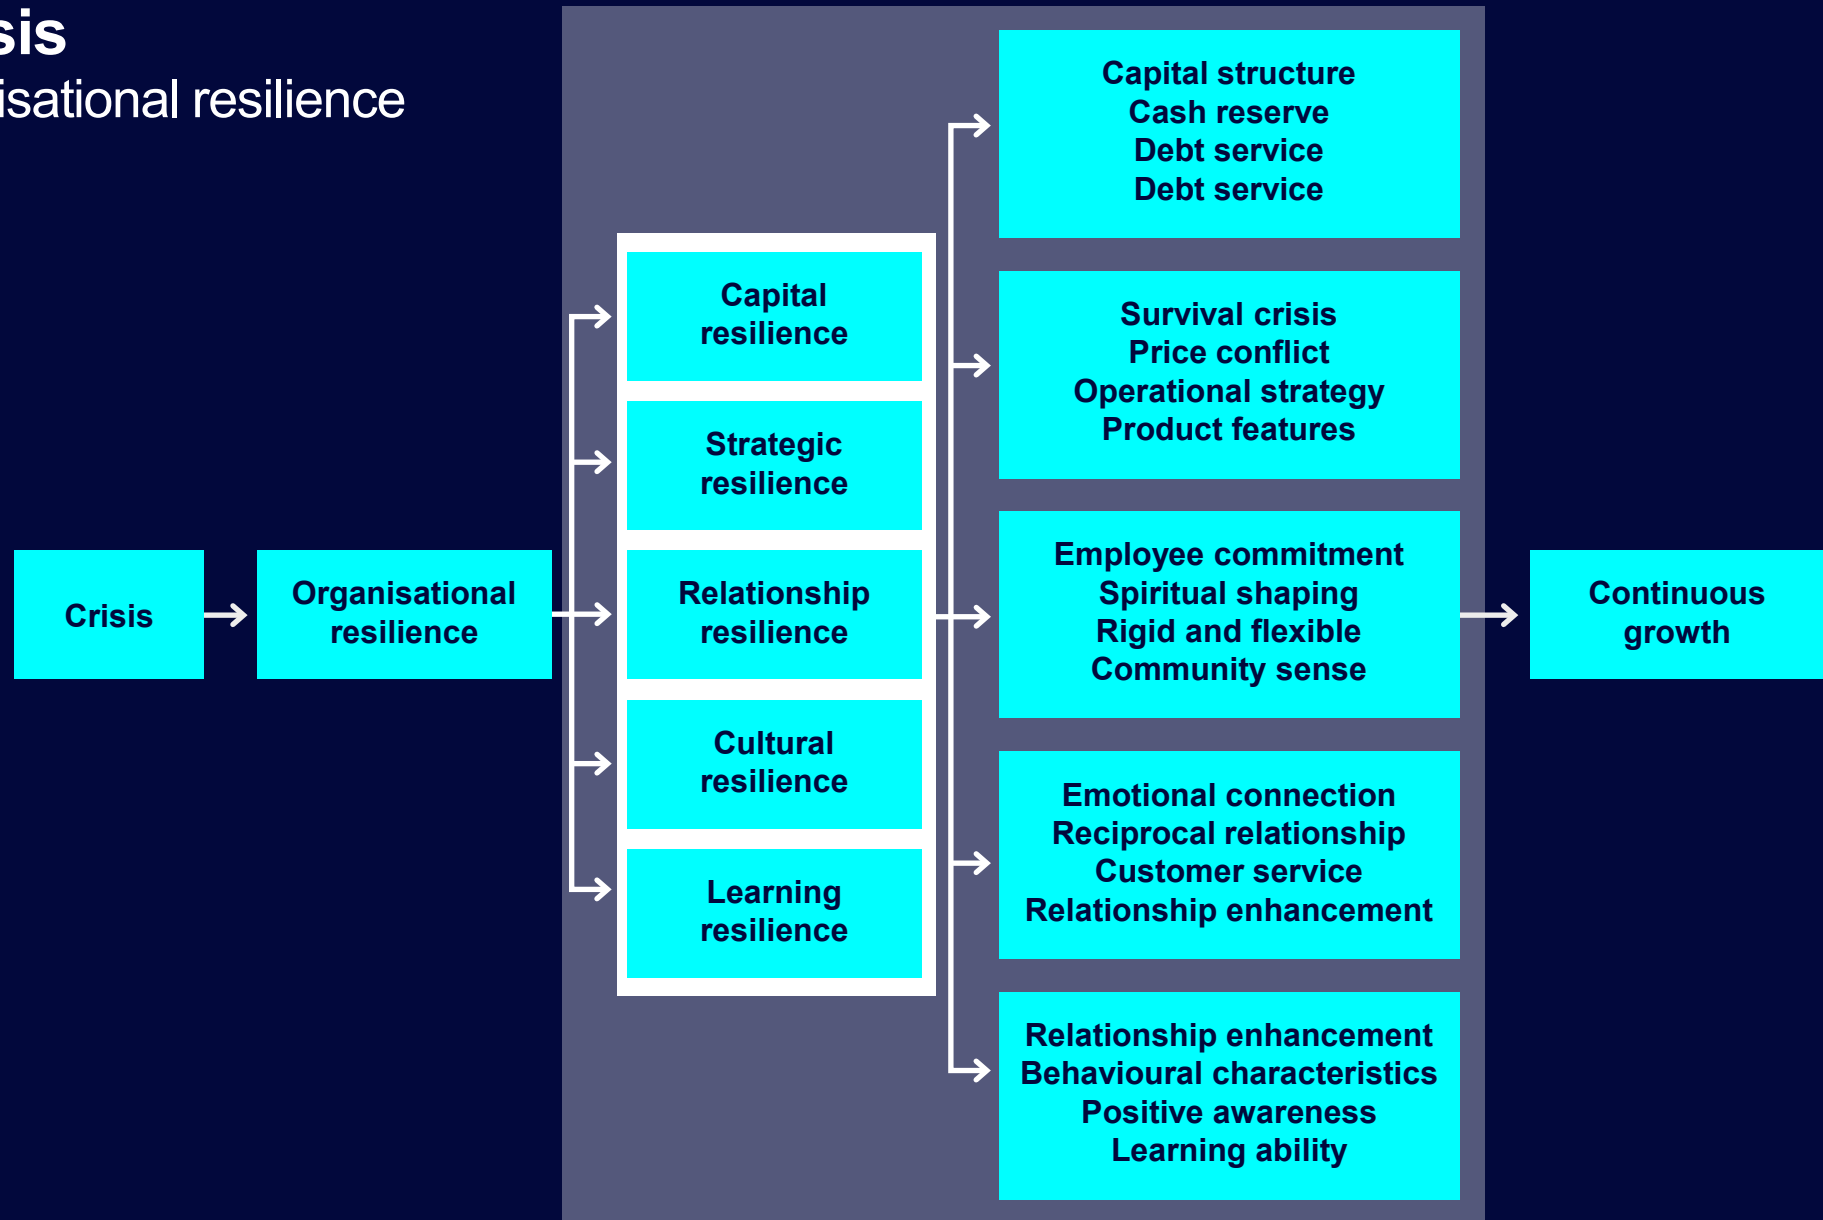 sis
isational resilience
Capital structure
Cash reserve
Debt service
Debt service
Capital
resilience
Survival crisis
Price conflict
Operational strategy
Product features
Strategic
resilience
Crisis
Organisational
resilience
Relationship
resilience
Employee commitment
Spiritual shaping
Rigid and flexible
Community sense
Continuous
growth
Cultural
resilience
Emotional connection
Reciprocal relationship
Customer service
Relationship enhancement
Learning
resilience
Relationship enhancement
Behavioural characteristics
Positive awareness
Learning ability